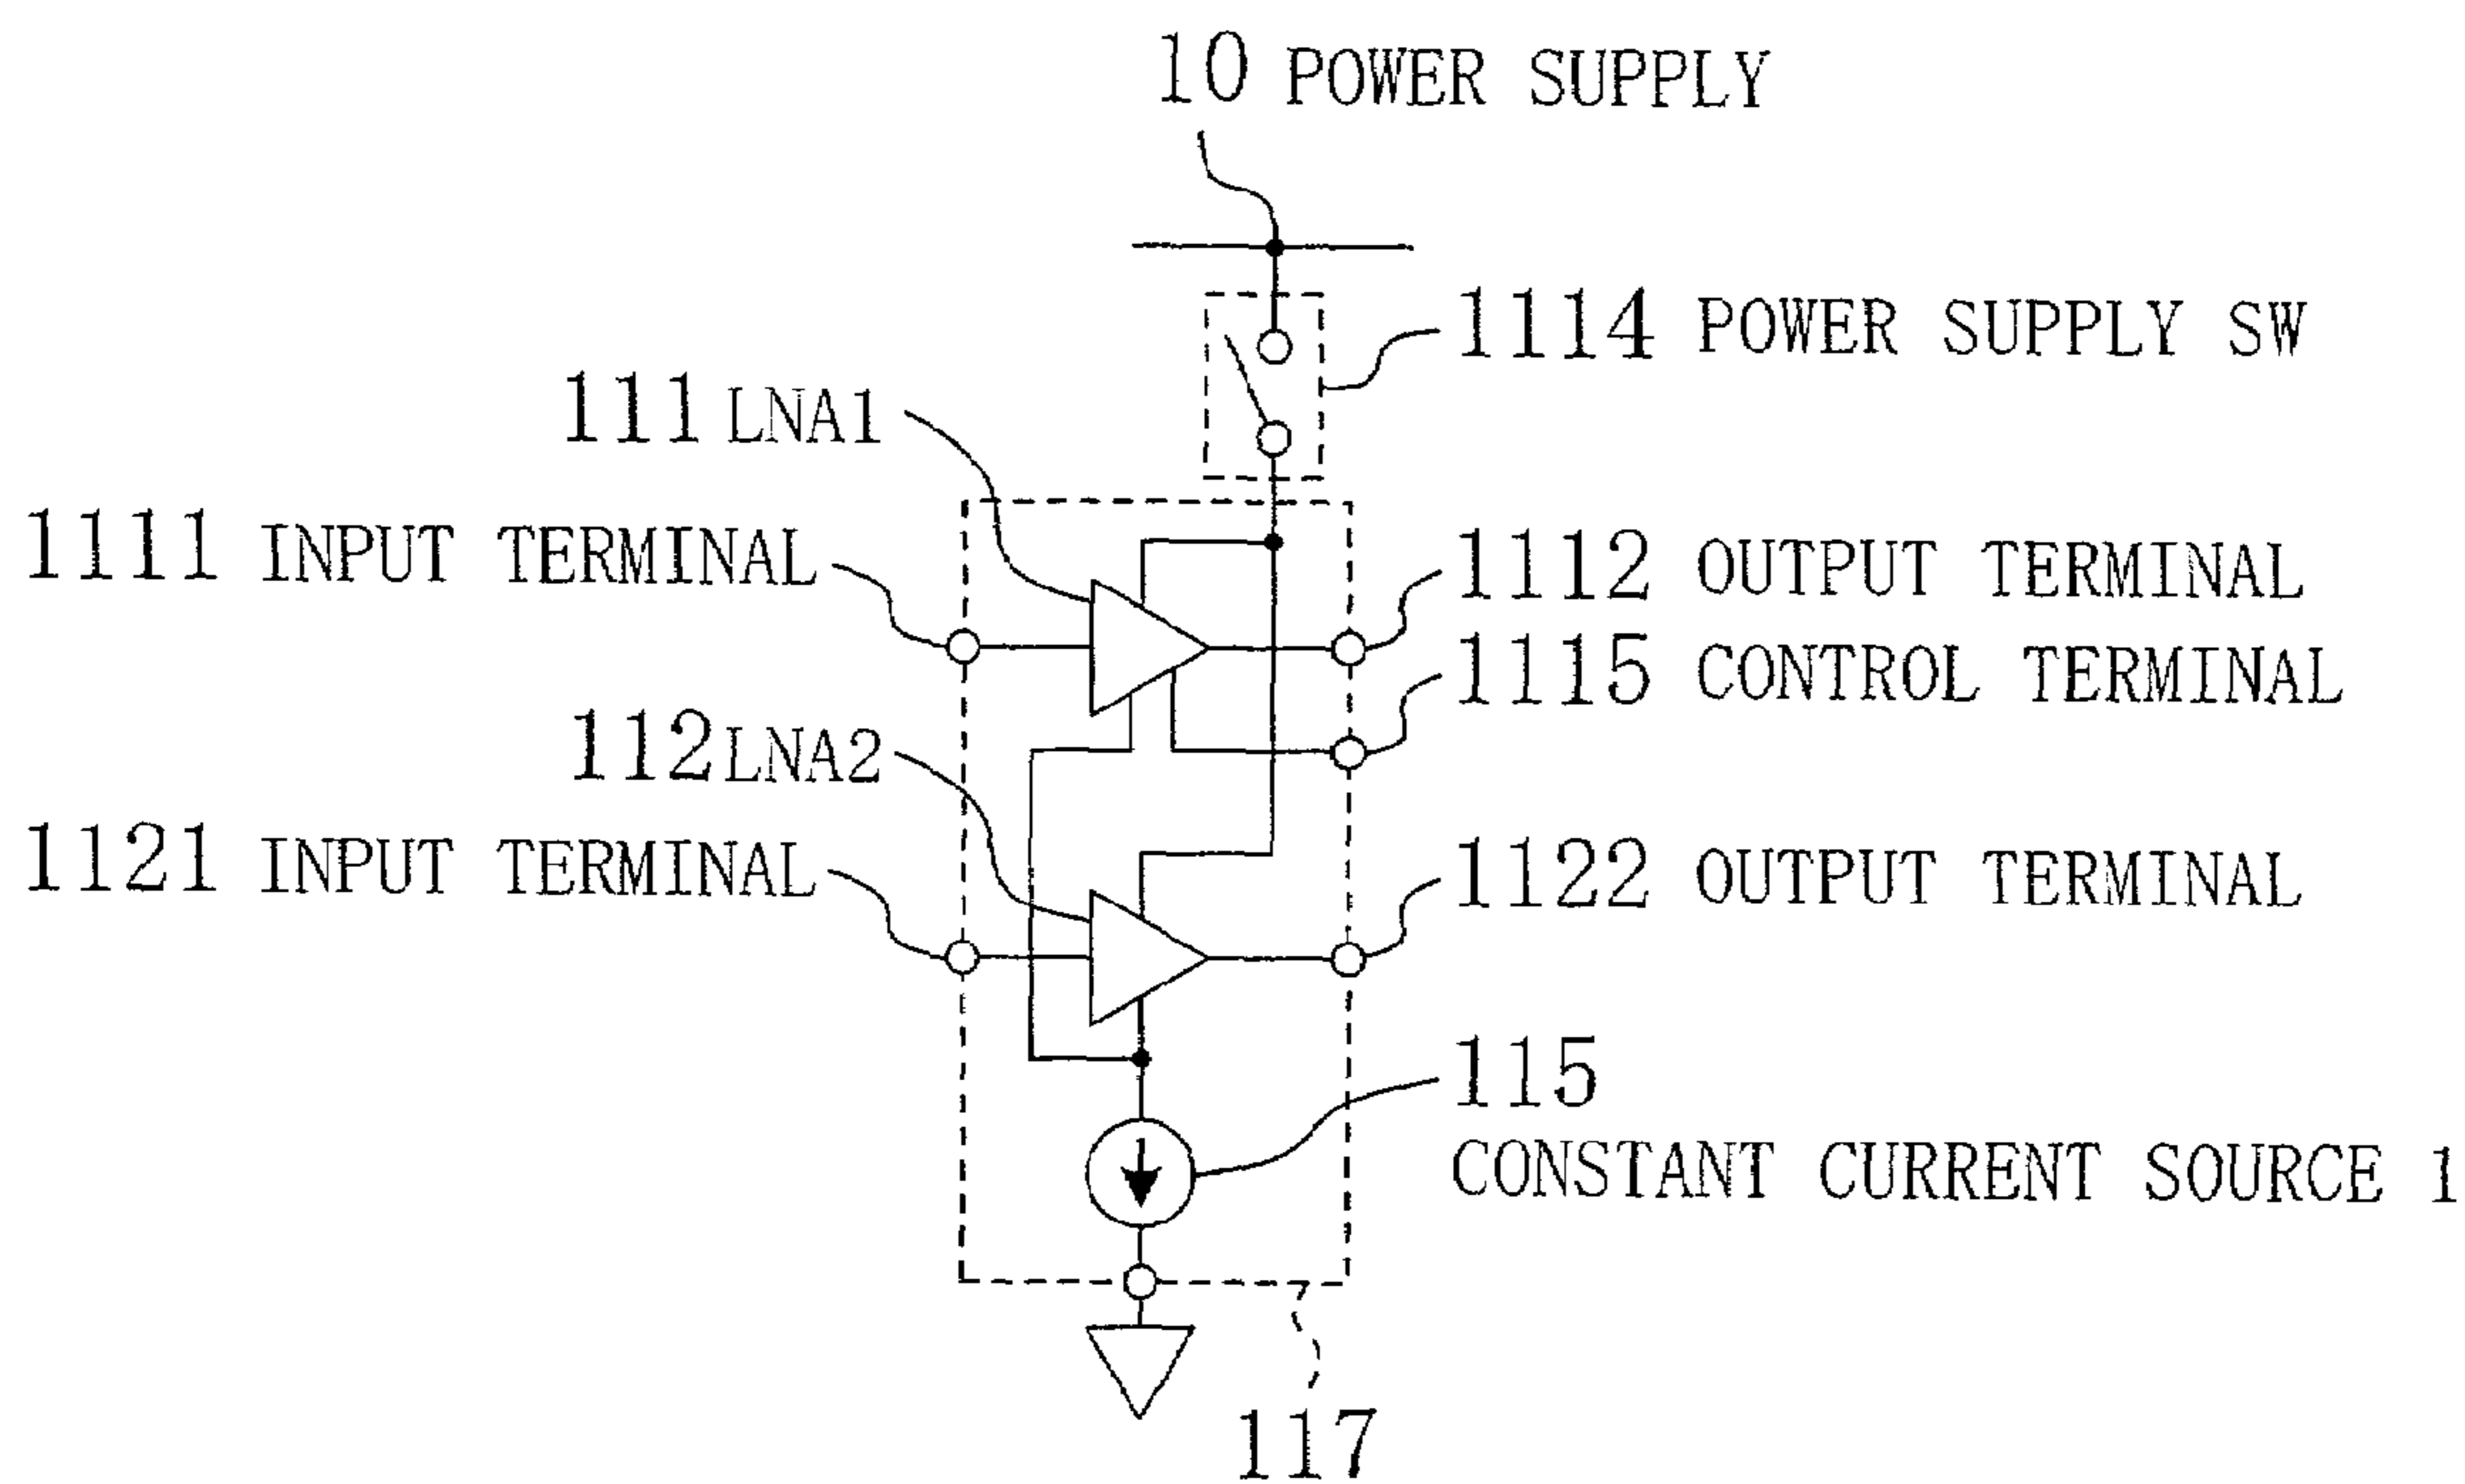 10 POWER SUPPLY
1114 POWER SUPPLY SW
111 LNA1
1111 INPUT TERMINAL
1112 OUTPUT TERMINAL
1115 CONTROL TERMINAL
112 LNA2
1121 INPUT TERMINAL
1122 OUTPUT TERMINAL
115
CONSTANT CURRENT SOURCE 1
117